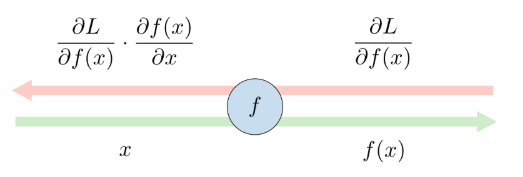 ∂L/∂f(x) · ∂f(x)/∂x ∂L/∂f(x)
f
x f(x)